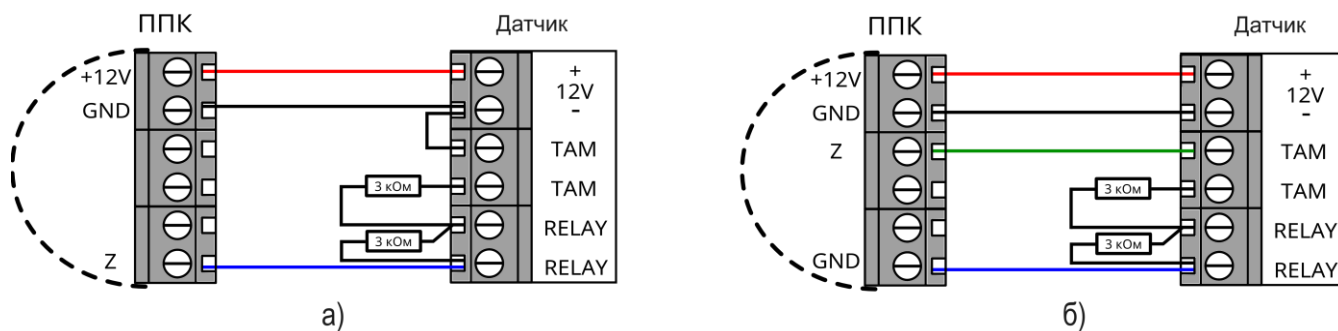 ППК
Датчик
+12V
GND
Z
+
12V
-
TAM
TAM
RELAY
RELAY
3 кОм
3 кОм
а)
ППК
Датчик
+12V
GND
Z
GND
+
12V
-
TAM
TAM
RELAY
RELAY
3 кОм
3 кОм
б)